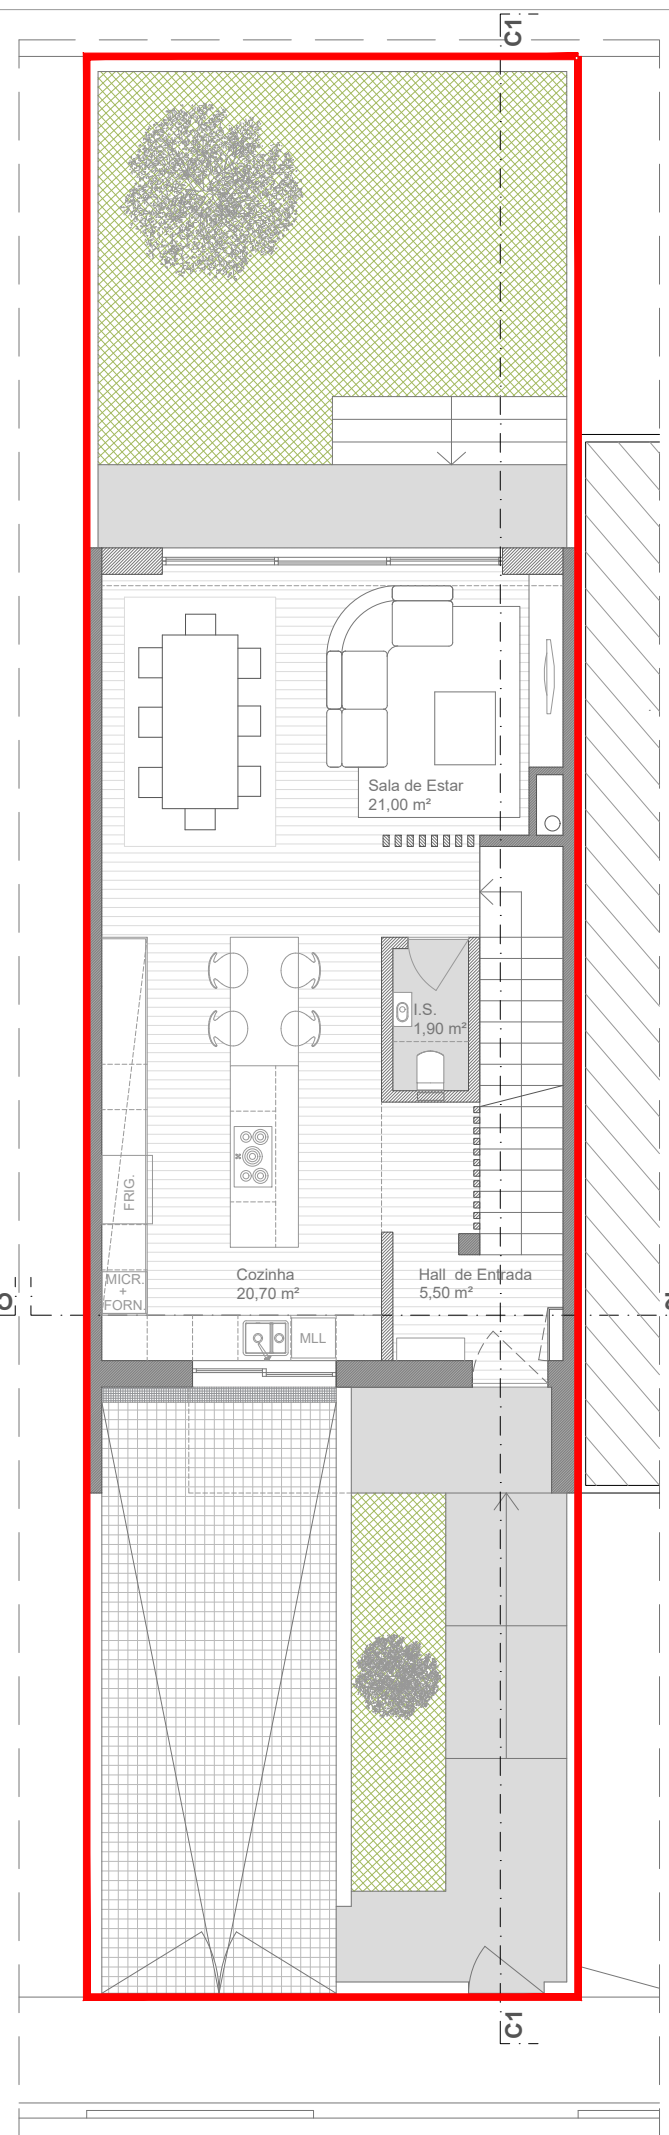 C1
Sala de Estar
21,00 m²
I.S.
1,90 m²
FRIG.
MICR.
+
FORN.
Cozinha
20,70 m²
Hall de Entrada
5,50 m²
MLL
C1